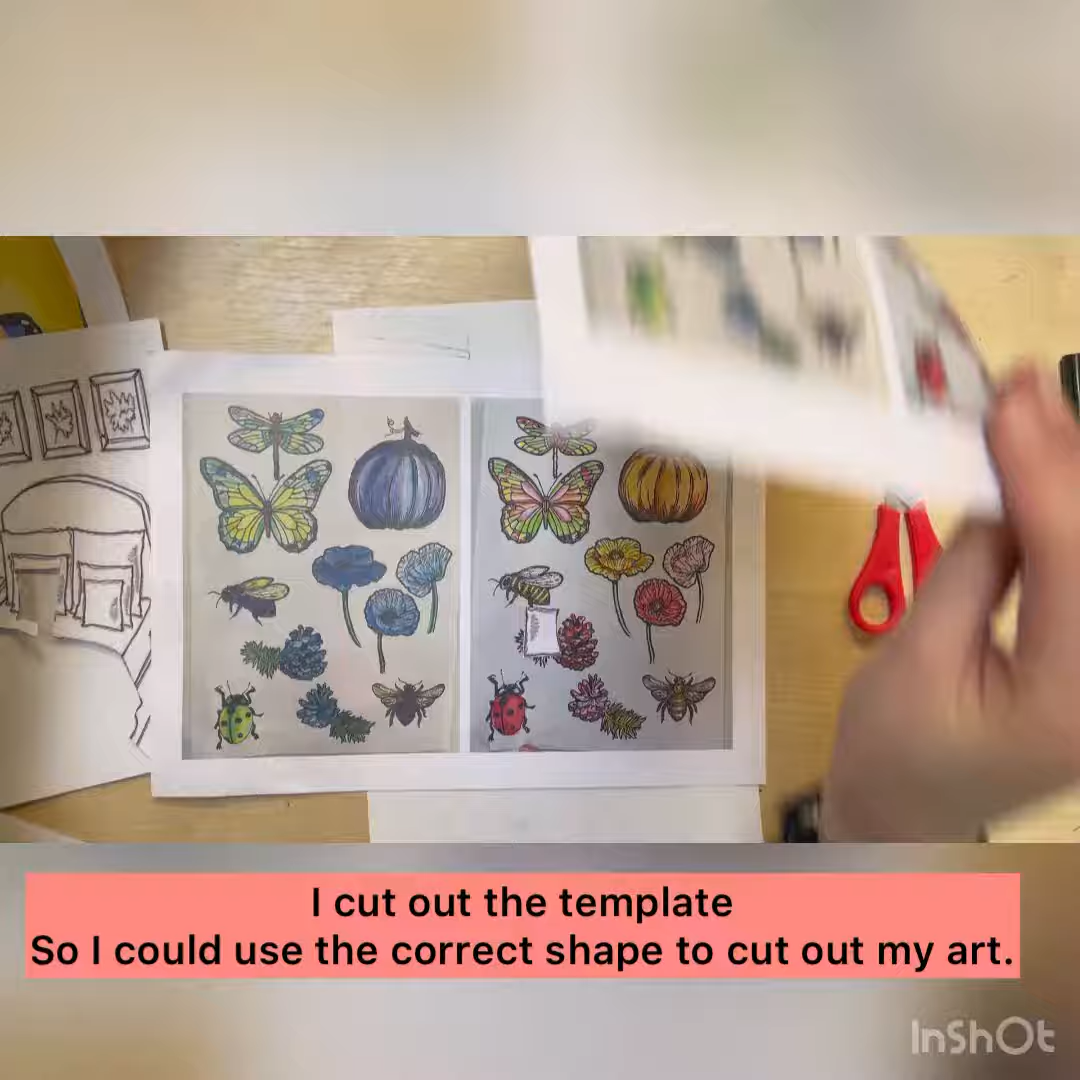 I cut out the template
So I could use the correct shape to cut out my art.
InShOt